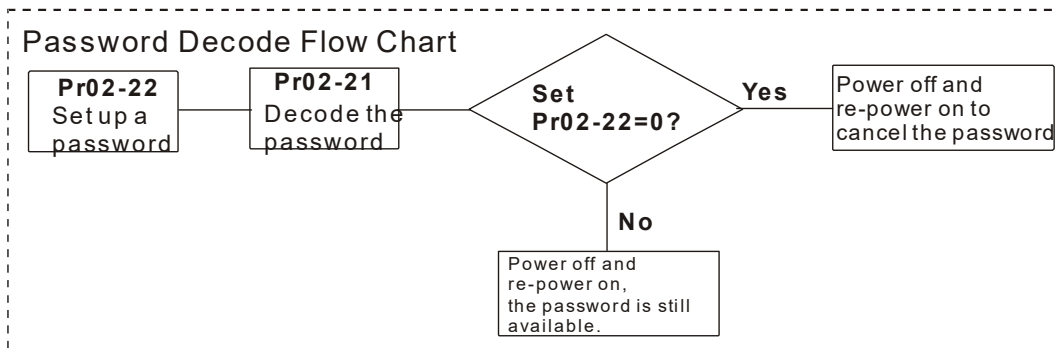 Password Decode Flow Chart
Pr02-22
Set up a
password
Pr02-21
Decode the
password
Set
Pr02-22=0?
Yes
Power off and
re-power on to
cancel the password
No
Power off and
re-power on,
the password is still
available.